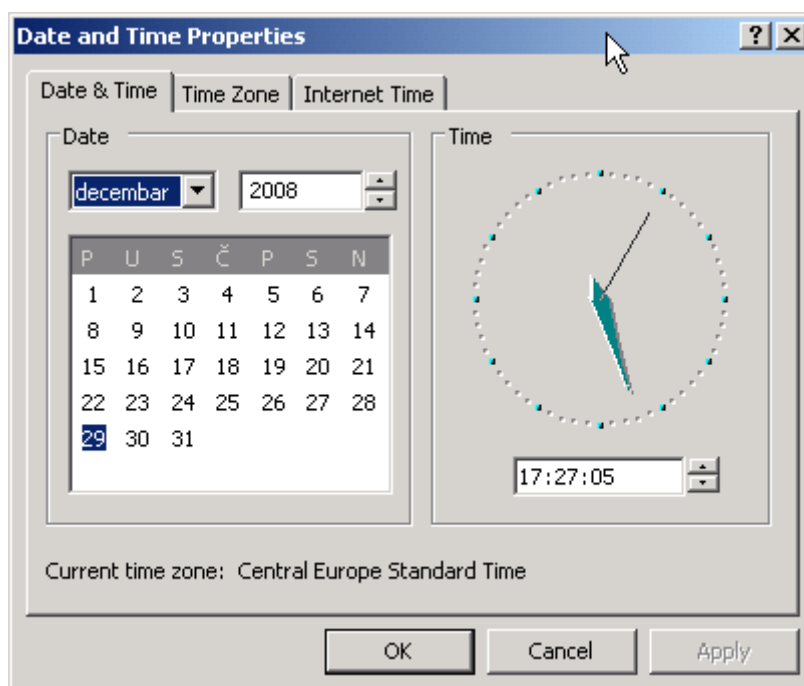 Date and Time Properties
Date & Time Time Zone Internet Time
Date
decembar 2008
P U S Č P S N
1 2 3 4 5 6 7
8 9 10 11 12 13 14
15 16 17 18 19 20 21
22 23 24 25 26 27 28
29 30 31
Time
17:27:05
Current time zone: Central Europe Standard Time
OK Cancel Apply